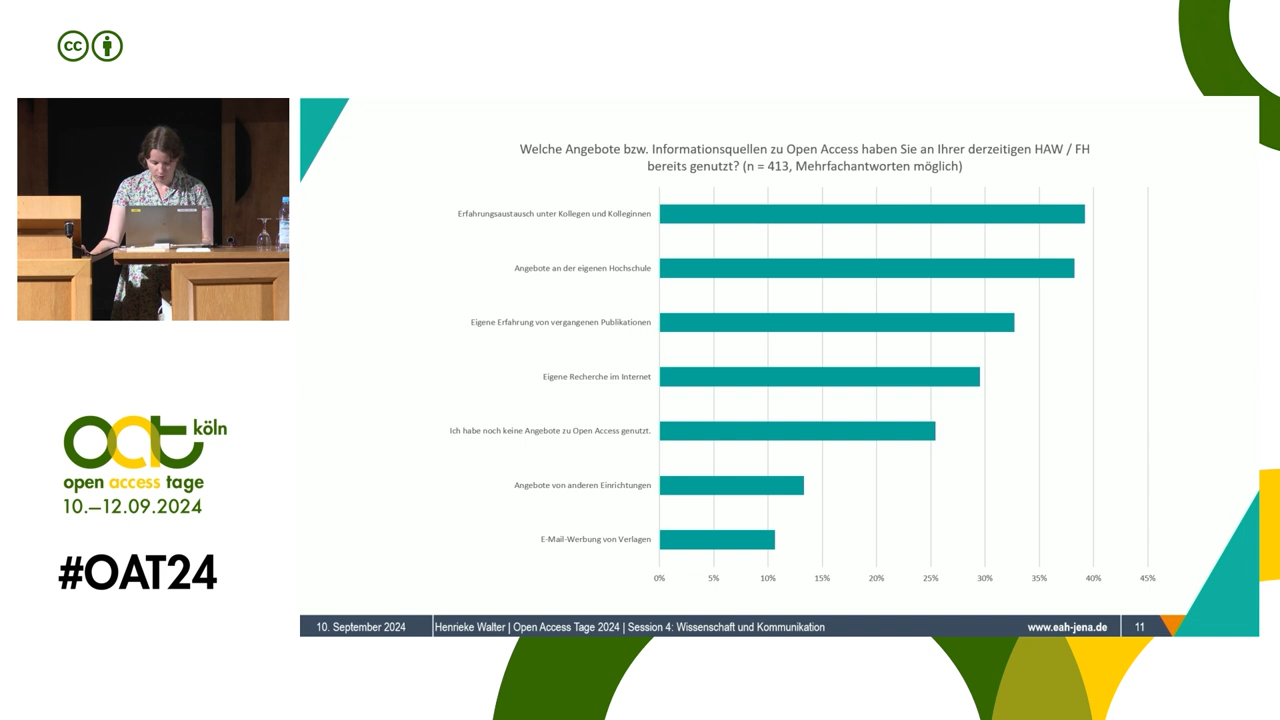 cc
Welche Angebote bzw. Informationsquellen zu Open Access haben Sie an Ihrer derzeitigen HAW / FH
bereits genutzt? (n = 413, Mehrfachantworten möglich)
Erfahrungsaustausch unter Kollegen und Kolleginnen
Angebote an der eigenen Hochschule
Eigene Erfahrung von vergangenen Publikationen
Eigene Recherche im Internet
Ich habe noch keine Angebote zu Open Access genutzt.
Angebote von anderen Einrichtungen
E-Mail-Werbung von Verlagen
0% 5% 10% 15% 20% 25% 30% 35% 40% 45%
10. September 2024 Henrieke Walter | Open Access Tage 2024 | Session 4: Wissenschaft und Kommunikation www.eah-jena.de 11
oat köln
open access tage
10.–12.09.2024
#OAT24